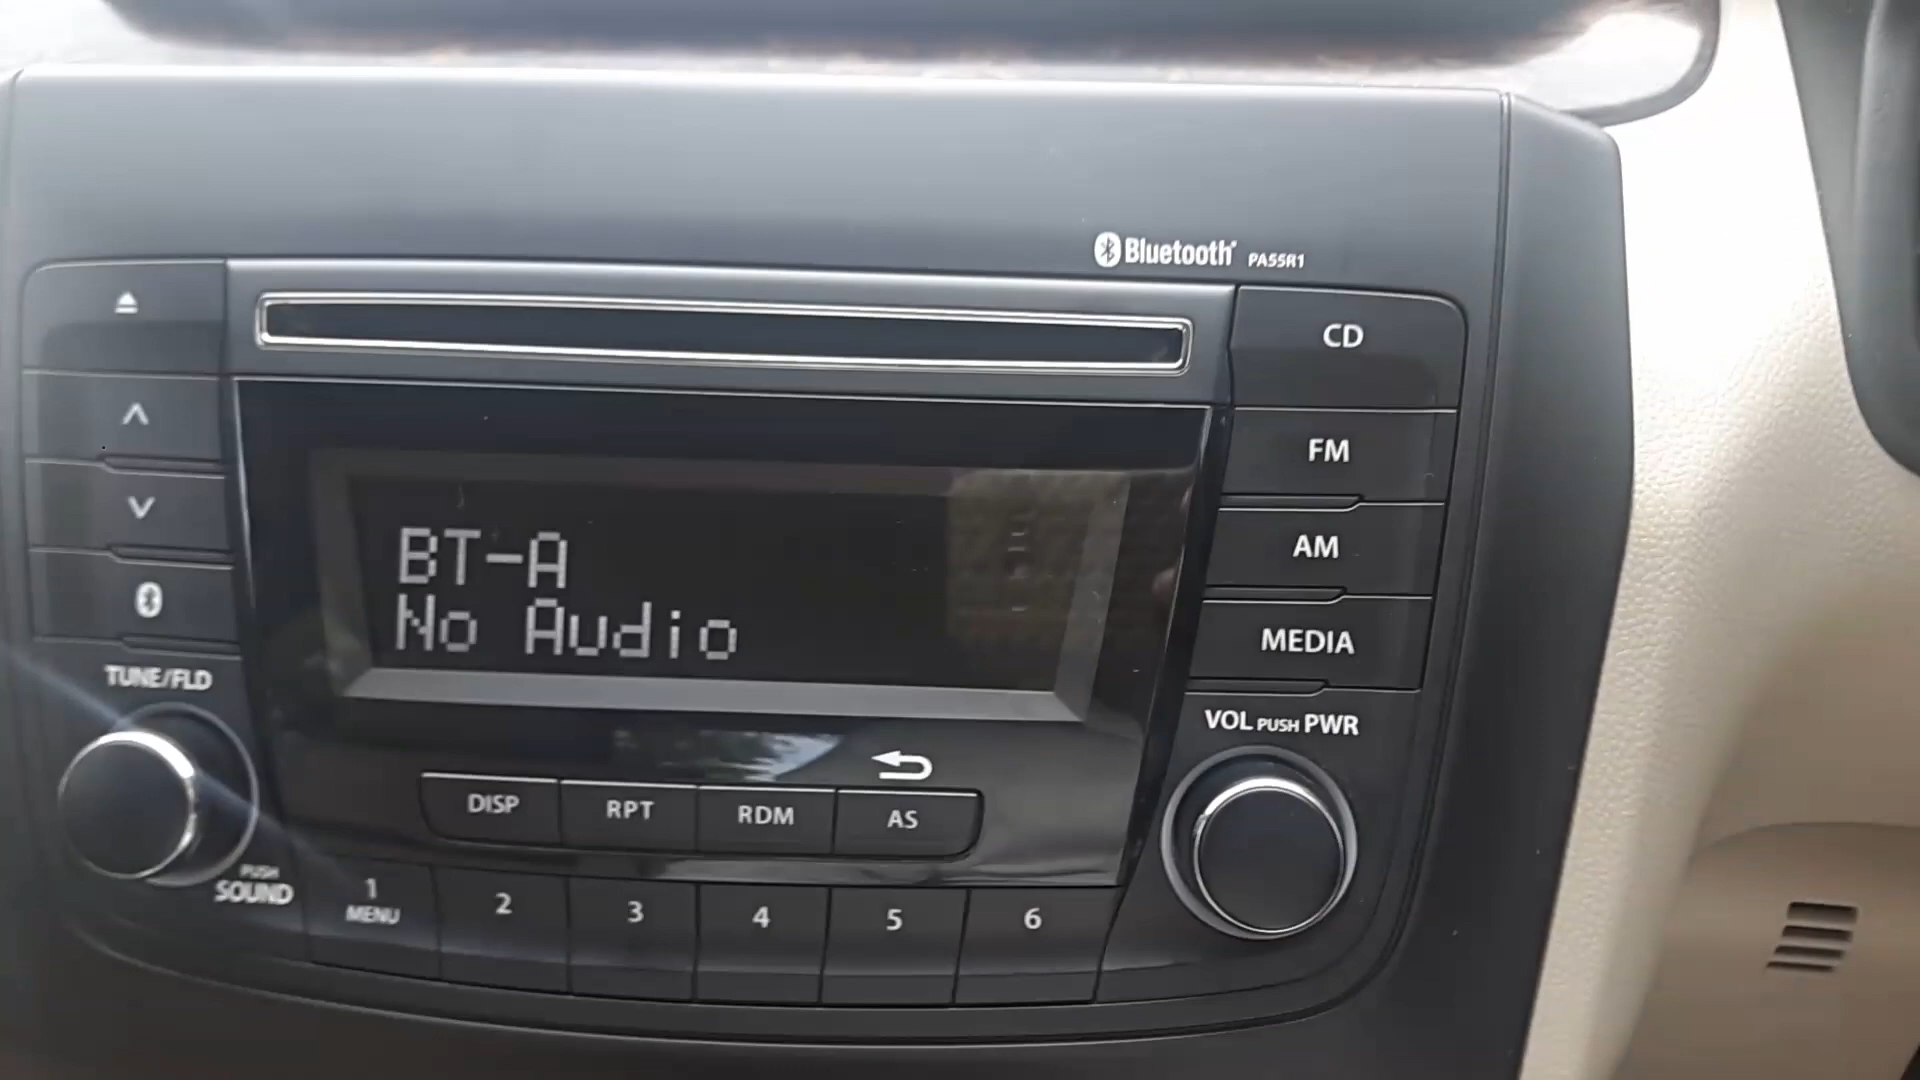 Bluetooth PA55R1
CD
FM
AM
MEDIA
BT-A
No Audio
TUNE/FLD
VOL PUSH PWR
DISP
RPT
RDM
AS
PUSH
SOUND
1
MENU
2
3
4
5
6